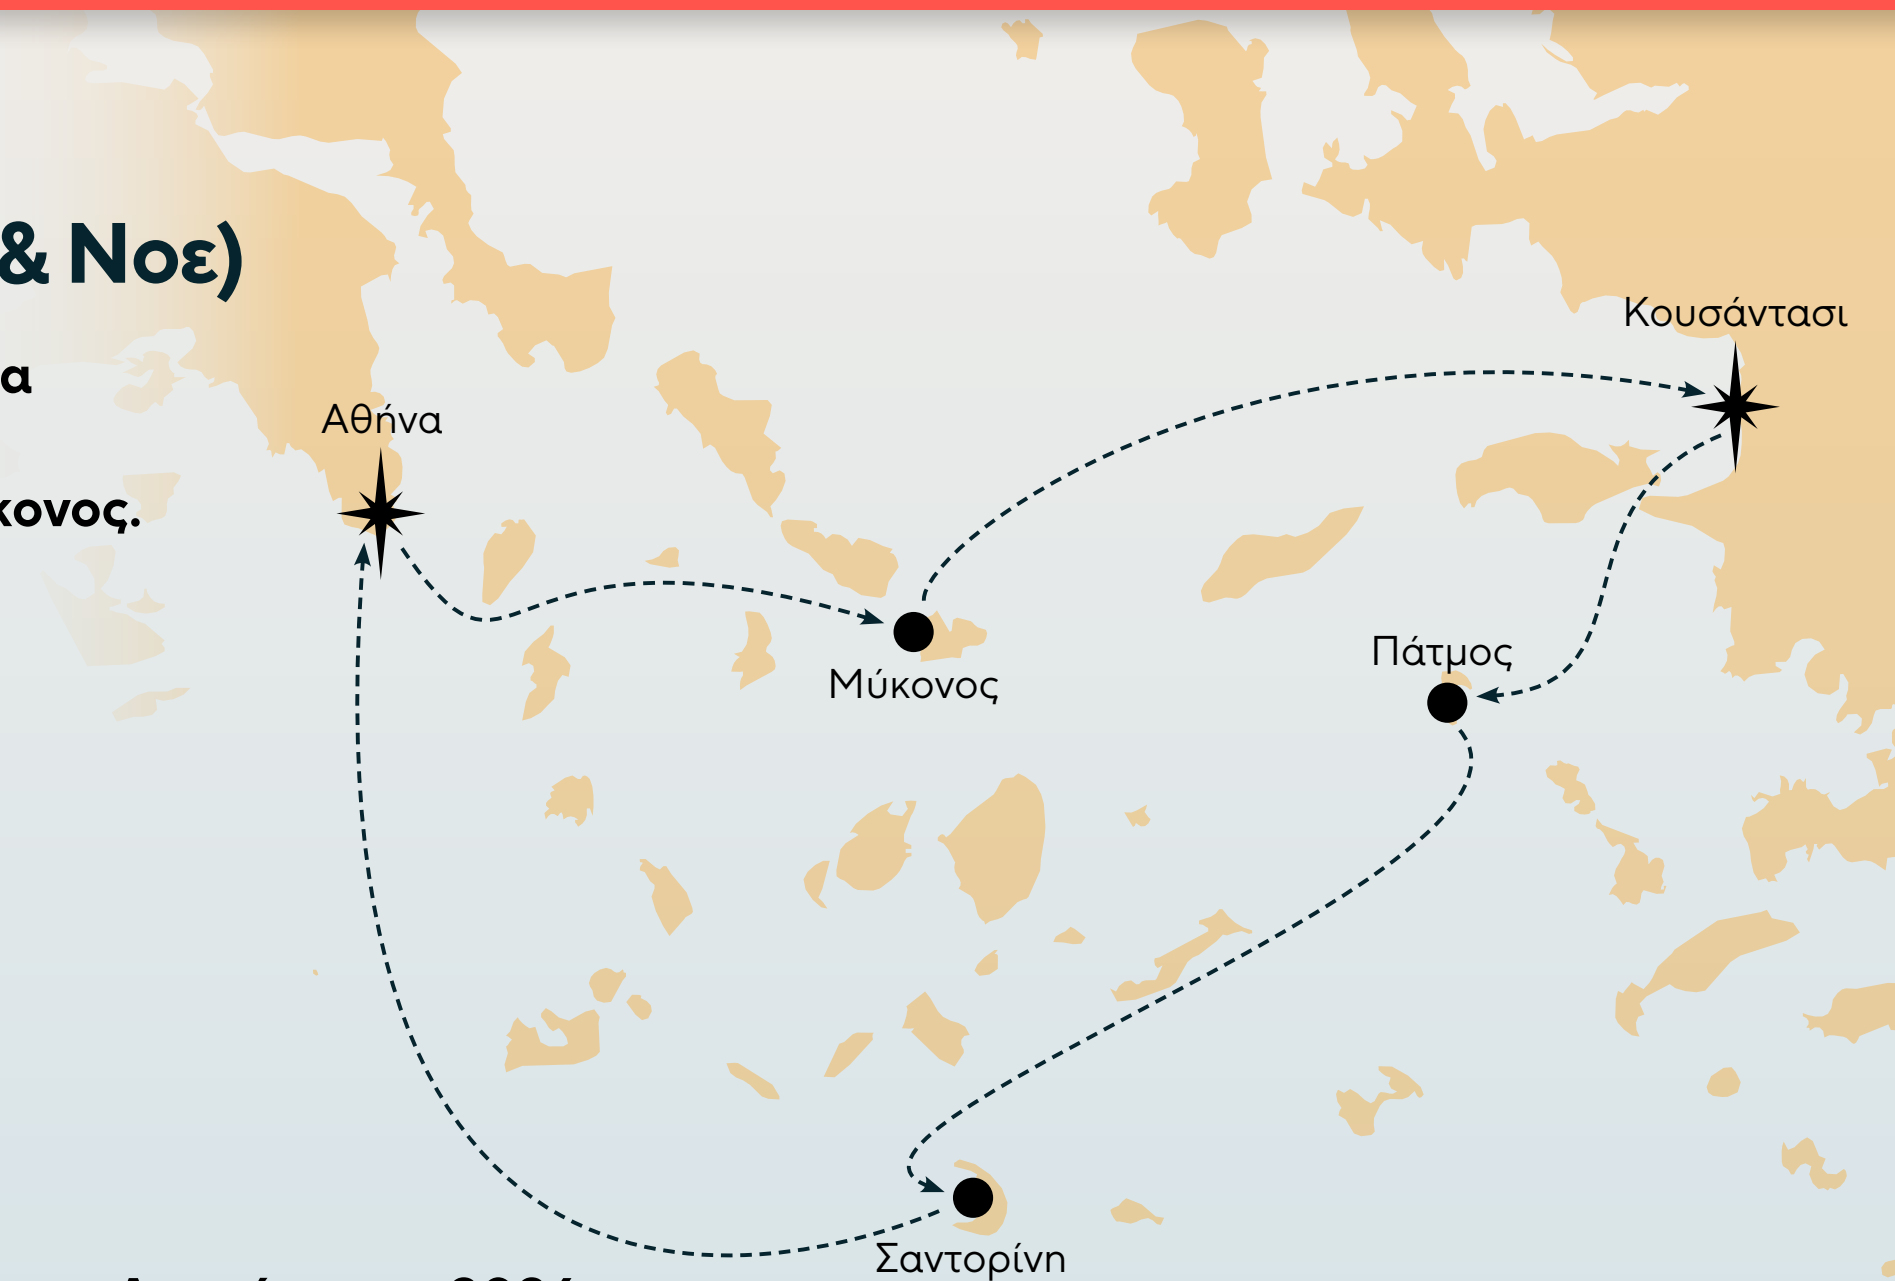 & Νοε)
Κουσάντασι
α
Αθήνα
κονος.
Πάτμος
Μύκονος
Σαντορίνη